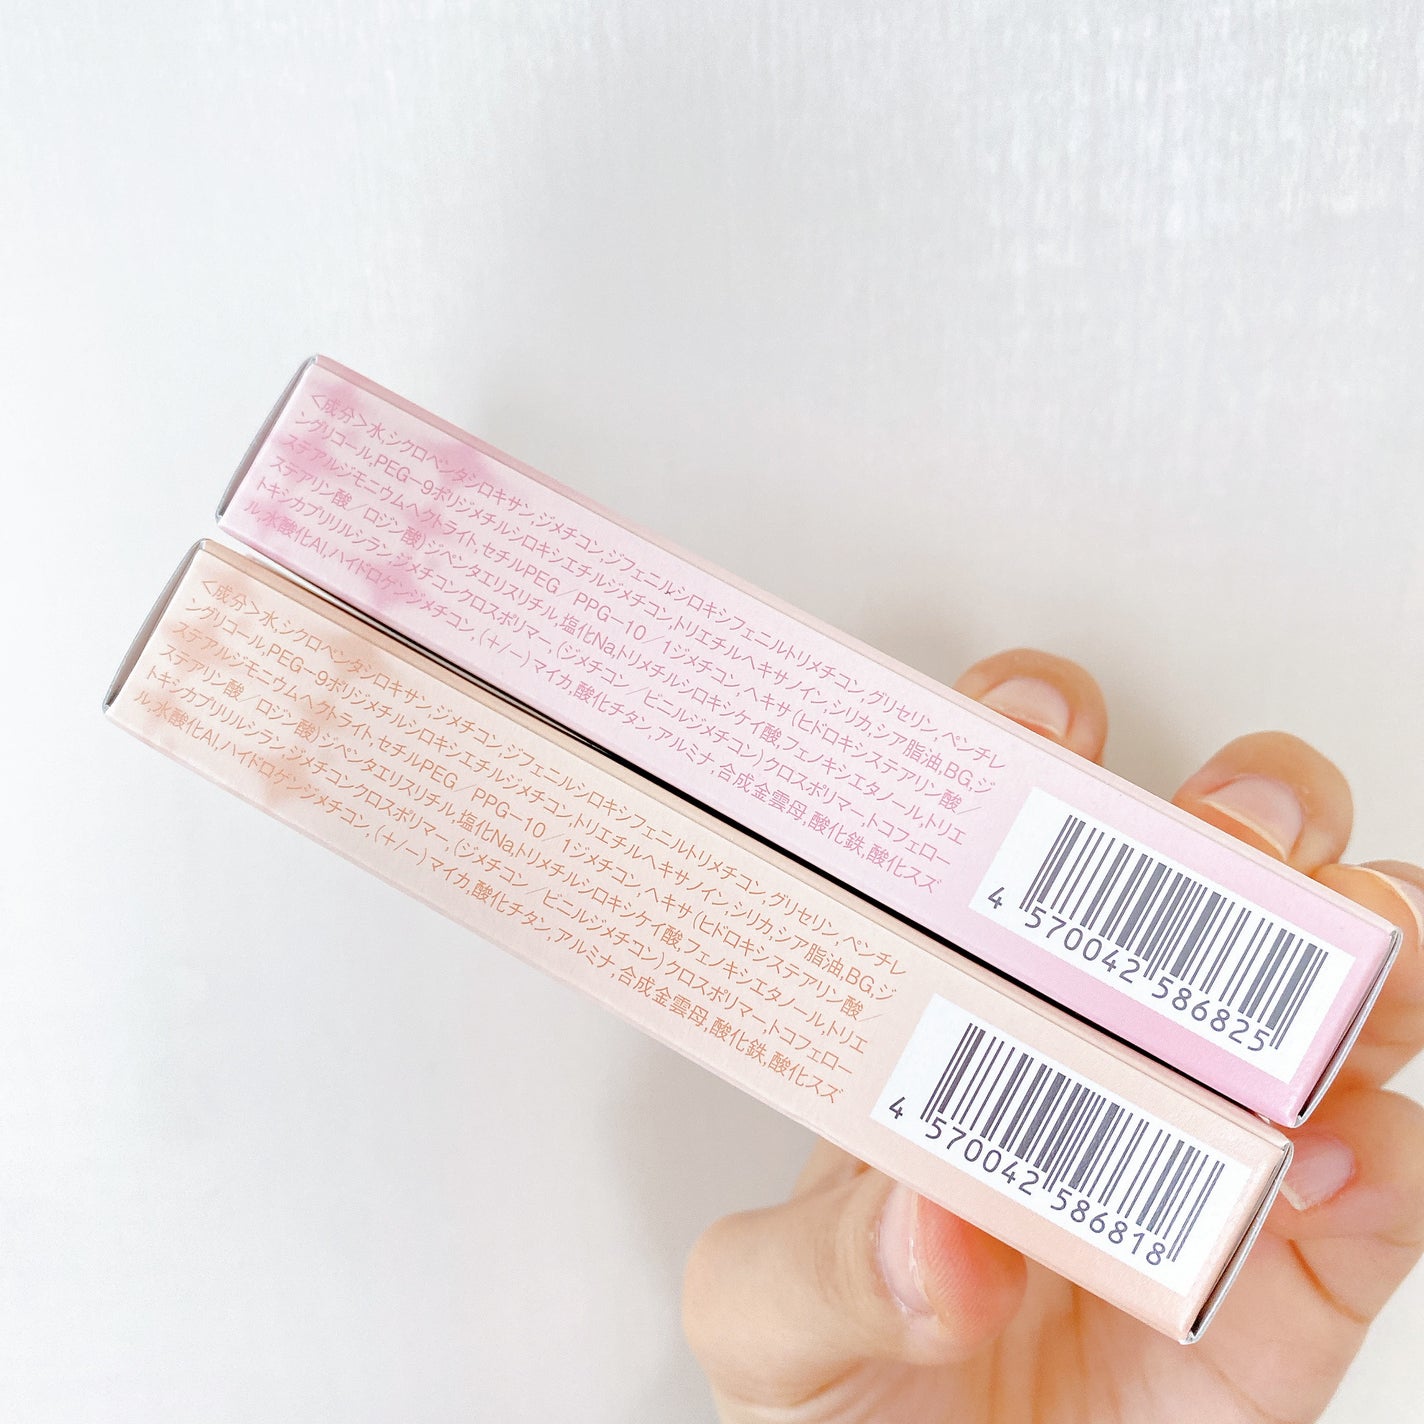 <成分>水,シクロペンタシロキサン,ジメチコン,ジフェニルシロキシフェニルトリメチコン,グリセリン,ペンチレ
ングリコール,PEG-9ポリジメチルシロキシエチルジメチコン,トリエチルヘキサノイン,シリカ,シア脂油,BG,ジ
ステアルジモニウムヘクトライト,セチルPEG/PPG-10/1ジメチコン,ヘキサ(ヒドロキシステアリン酸/
ステアリン酸/ロジン酸)ジペンタエリスリチル,塩化Na,トリメチルシロキシケイ酸,フェノキシエタノール,トリエ
トキシカプリリルシラン,ジメチコンクロスポリマー,(ジメチコン/ビニルジメチコン)クロスポリマー,トコフェロー
ル,水酸化Al,ハイドロゲンジメチコン,(+/-)マイカ,酸化チタン,アルミナ,合成金雲母,酸化鉄,酸化スズ
4 570042 586825
<成分>水,シクロペンタシロキサン,ジメチコン,ジフェニルシロキシフェニルトリメチコン,グリセリン,ペンチレ
ングリコール,PEG-9ポリジメチルシロキシエチルジメチコン,トリエチルヘキサノイン,シリカ,シア脂油,BG,ジ
ステアルジモニウムヘクトライト,セチルPEG/PPG-10/1ジメチコン,ヘキサ(ヒドロキシステアリン酸/
ステアリン酸/ロジン酸)ジペンタエリスリチル,塩化Na,トリメチルシロキシケイ酸,フェノキシエタノール,トリエ
トキシカプリリルシラン,ジメチコンクロスポリマー,(ジメチコン/ビニルジメチコン)クロスポリマー,トコフェロー
ル,水酸化Al,ハイドロゲンジメチコン,(+/-)マイカ,酸化チタン,アルミナ,合成金雲母,酸化鉄,酸化スズ
4 570042 586818